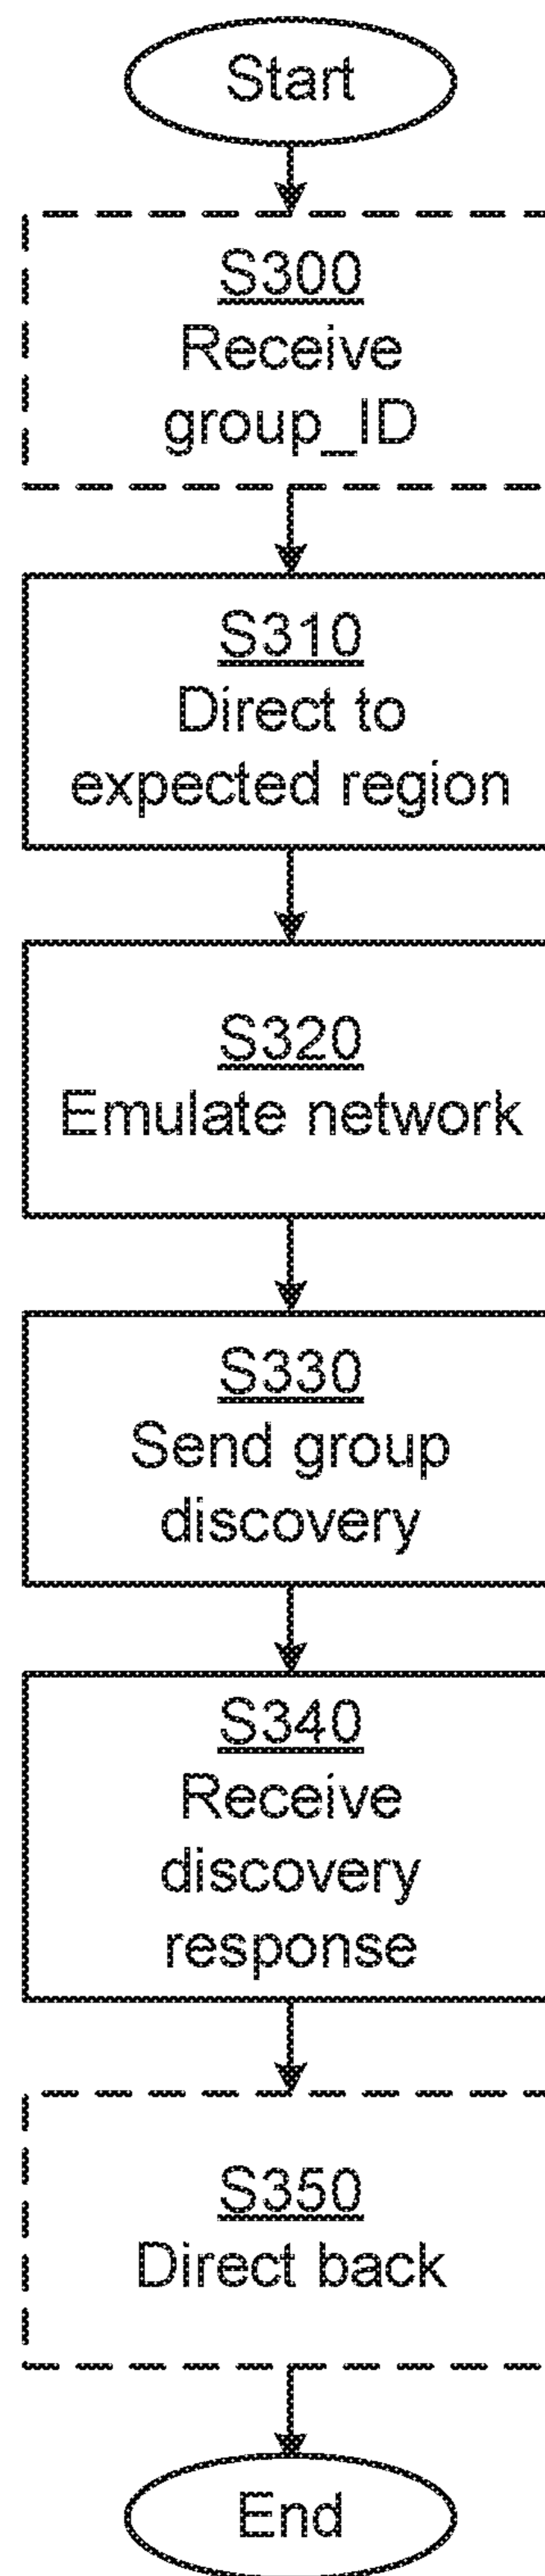 Start
S300
Receive
group_ID
S310
Direct to
expected region
S320
Emulate network
S330
Send group
discovery
S340
Receive
discovery
response
S350
Direct back
End